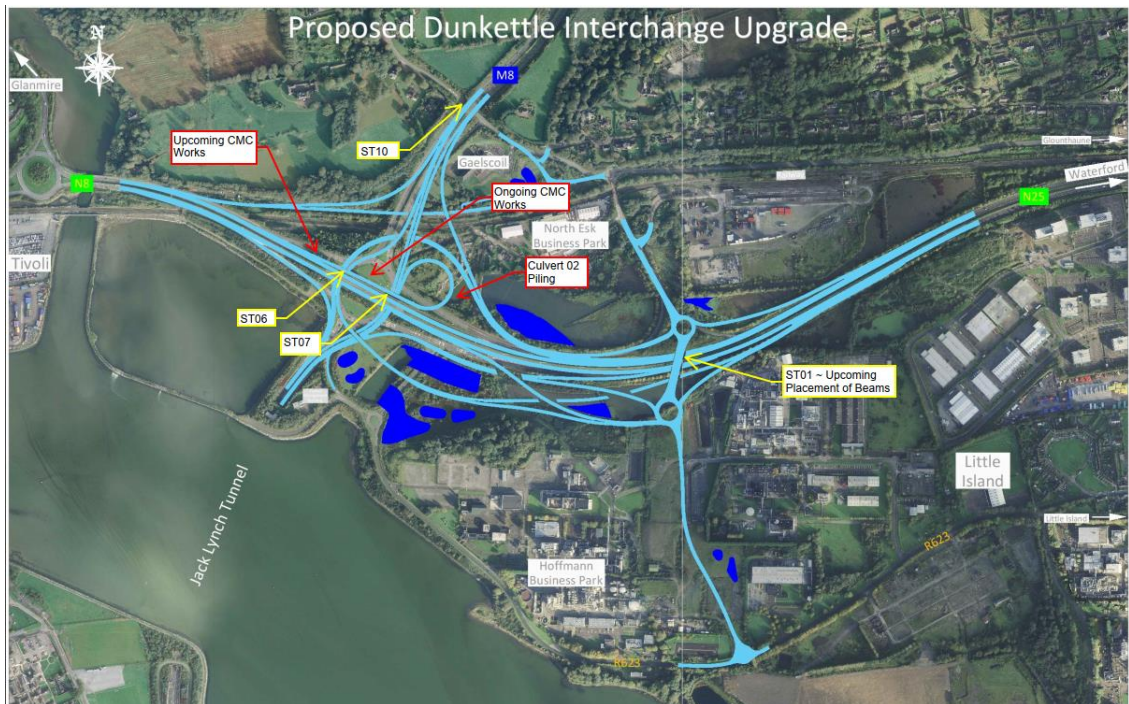 Proposed Dunkettle Interchange Upgrade
N
Glanmire
M8
Upcoming CMC
Works
ST10
Gaelscoil
Glounthaune
Waterford
N8
Ongoing CMC
Works
N25
North Esk
Business Park
Tivoli
Culvert 02
Piling
ST06
ST07
ST01 ~ Upcoming
Placement of Beams
Little
Island
Little Island
Jack Lynch Tunnel
R623
Hoffmann
Business Park
R623